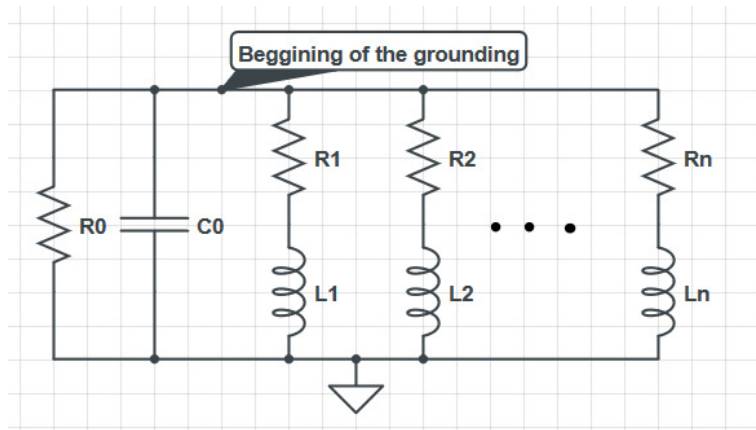 Beggining of the grounding
R1
R2
Rn
R0
C0
L1
L2
Ln